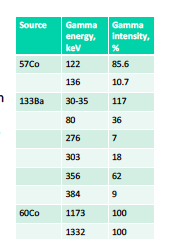 Source Gamma energy, keV Gamma intensity, %
57Co 122 85.6
136 10.7
133Ba 30-35 117
80 36
276 7
303 18
356 62
384 9
60Co 1173 100
1332 100